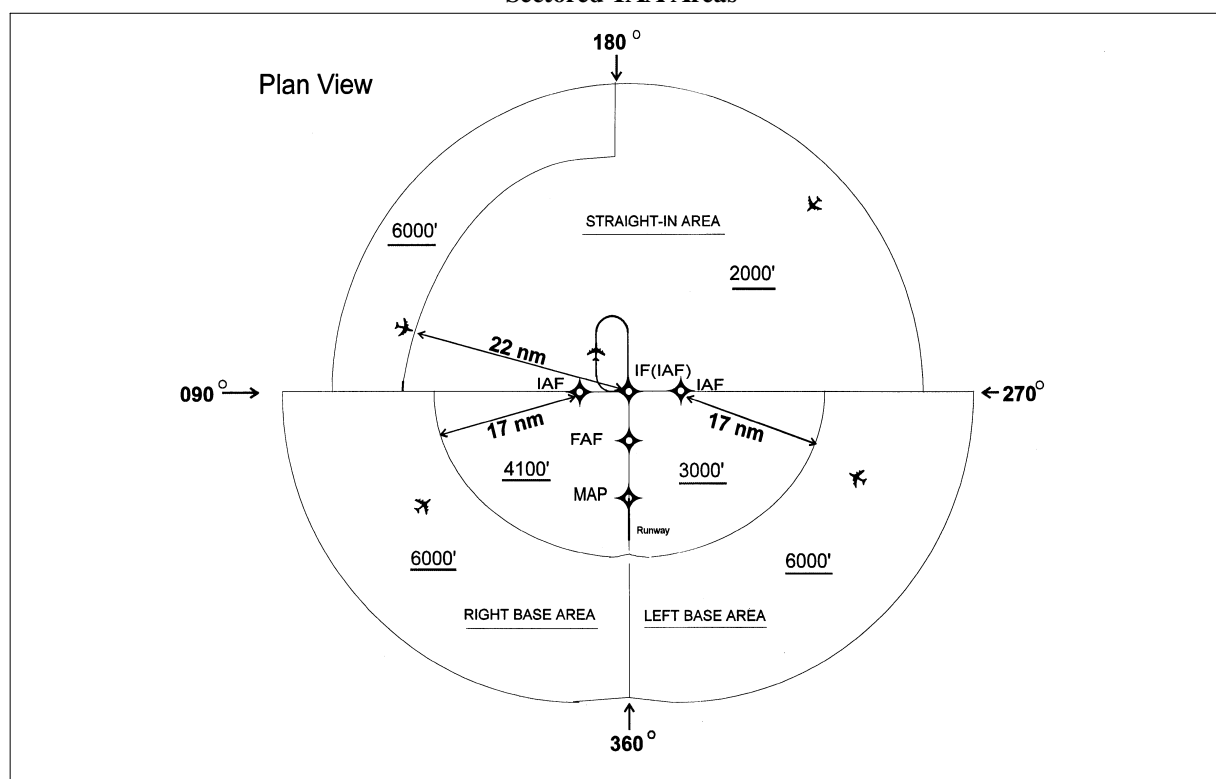 Sectored TAA Areas
180 °
Plan View
STRAIGHT-IN AREA
6000'
2000'
22 nm
IF(IAF)
IAF
IAF
090 °
270°
17 nm
17 nm
FAF
4100'
3000'
MAP
Runway
6000'
6000'
RIGHT BASE AREA
LEFT BASE AREA
360 °